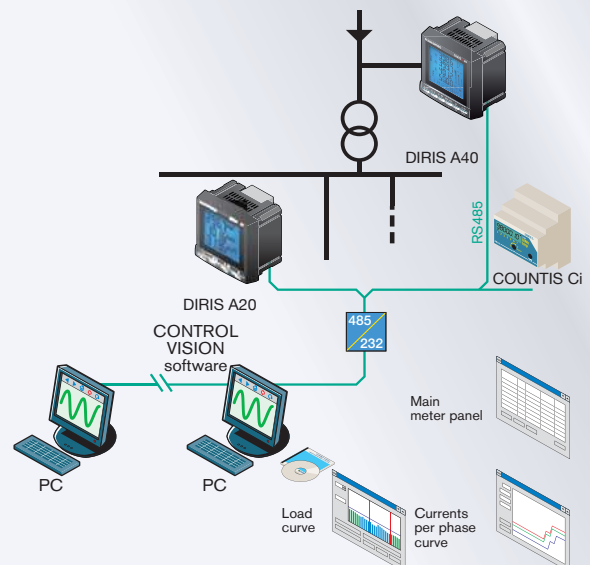 DIRIS A40
RS485
COUNTIS Ci
DIRIS A20
485
232
CONTROL
VISION
software
PC
PC
Main
meter panel
Load
curve
Currents
per phase
curve